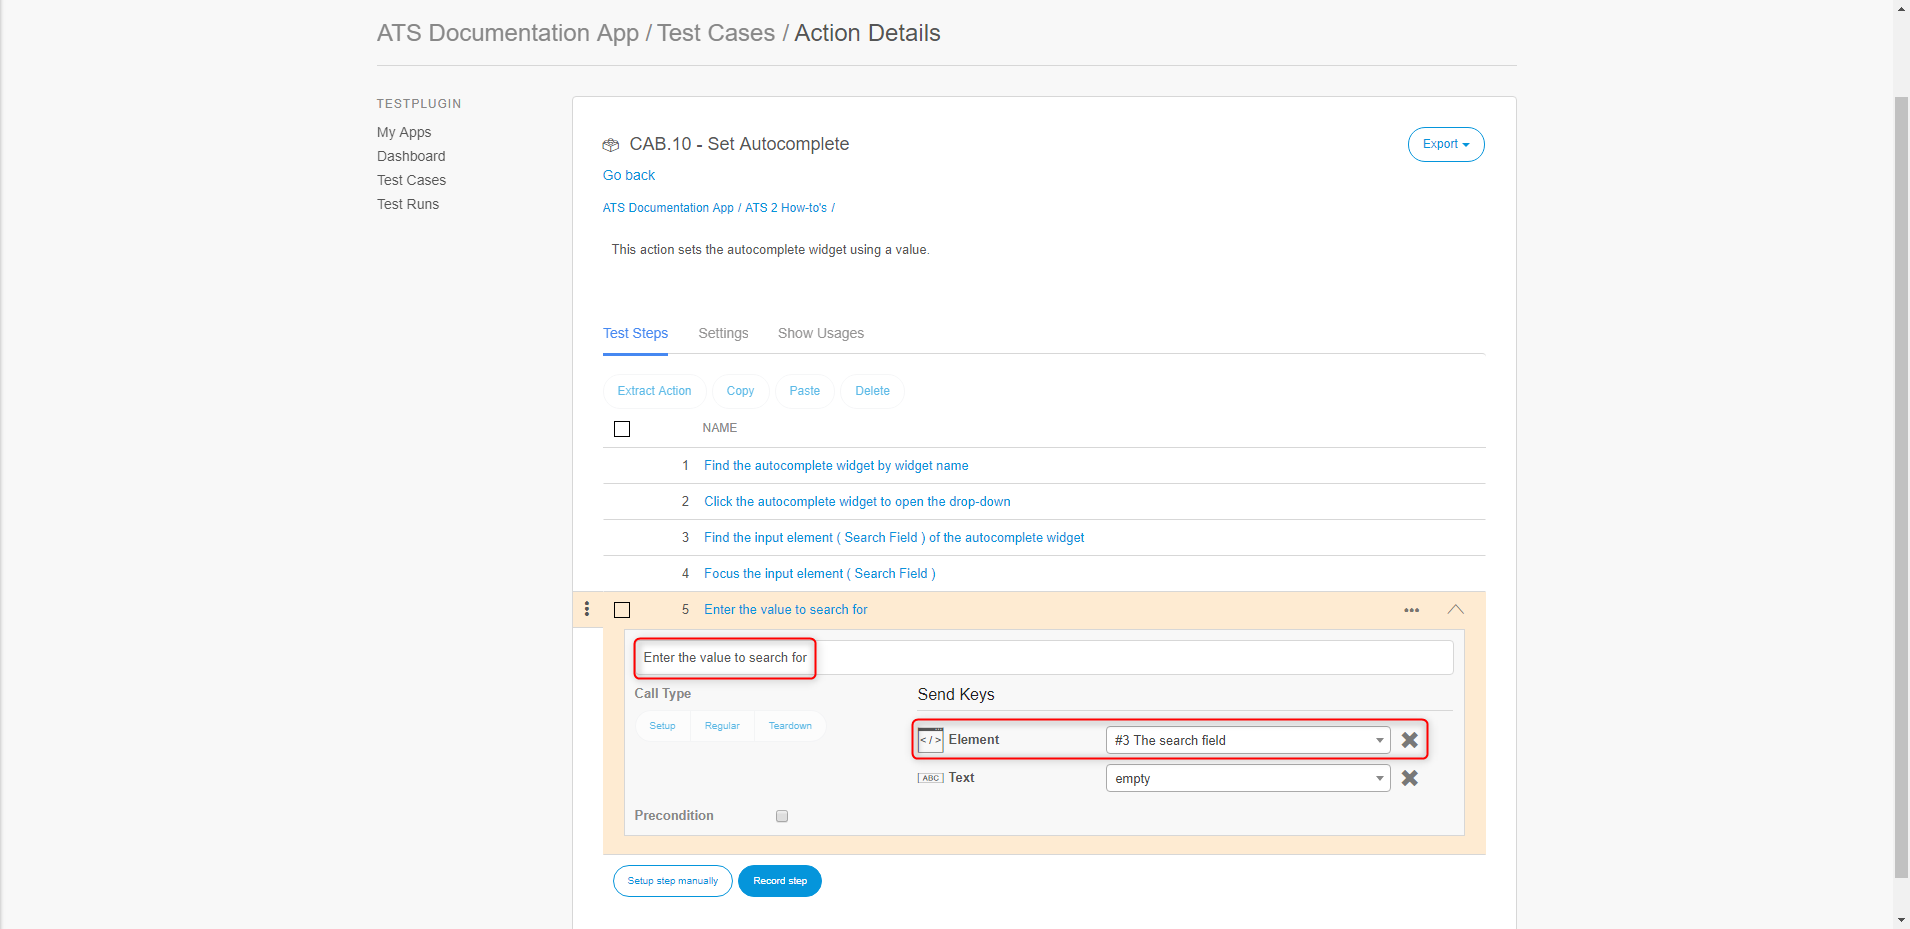 ATS Documentation App / Test Cases / Action Details
TESTPLUGIN
My Apps
Dashboard
Test Cases
Test Runs
CAB.10 - Set Autocomplete
Export
Go back
ATS Documentation App / ATS 2 How-to's /
This action sets the autocomplete widget using a value.
Test Steps Settings Show Usages
Extract Action Copy Paste Delete
NAME
1 Find the autocomplete widget by widget name
2 Click the autocomplete widget to open the drop-down
3 Find the input element ( Search Field ) of the autocomplete widget
4 Focus the input element ( Search Field )
5 Enter the value to search for
Enter the value to search for
Call Type
Setup Regular Teardown
Send Keys
</> Element #3 The search field
ABC Text empty
Precondition
Setup step manually Record step